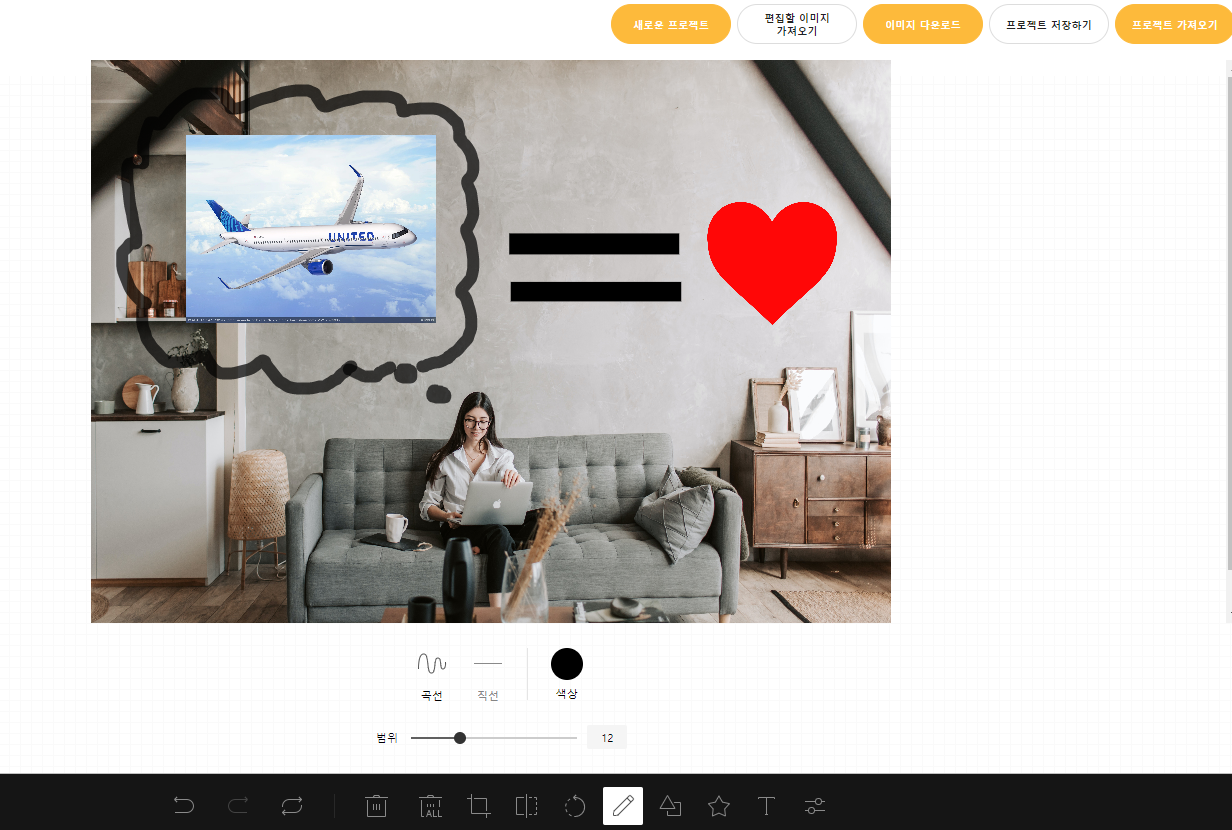 새로운 프로젝트
편집할 이미지
가져오기
이미지 다운로드
프로젝트 저장하기
프로젝트 가져오기
UNITED
곡선
직선
색상
범위
12
ALL
T